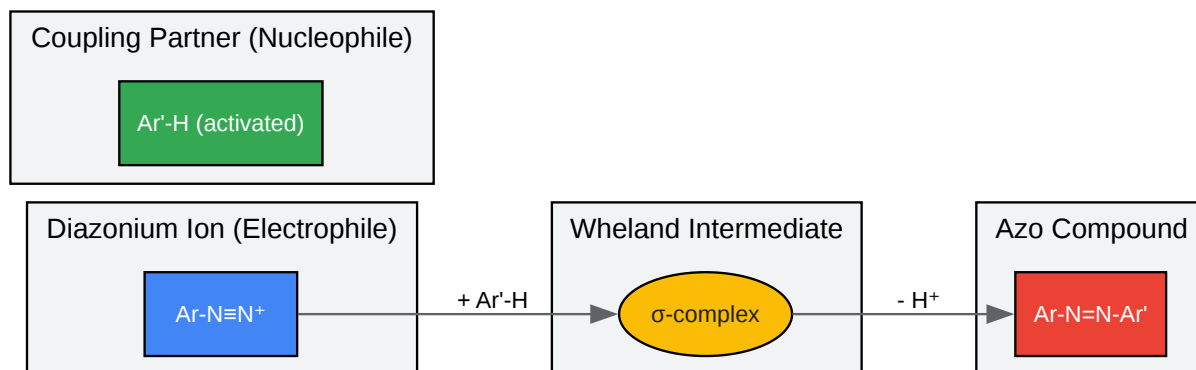 Coupling Partner (Nucleophile)
Ar'-H (activated)
Diazonium Ion (Electrophile)
Ar-N≡N⁺
+ Ar'-H
Wheland Intermediate
σ-complex
- H⁺
Azo Compound
Ar-N=N-Ar'